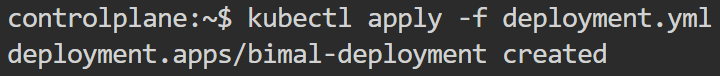 controlplane:~$ kubectl apply -f deployment.yml
deployment.apps/bimal-deployment created